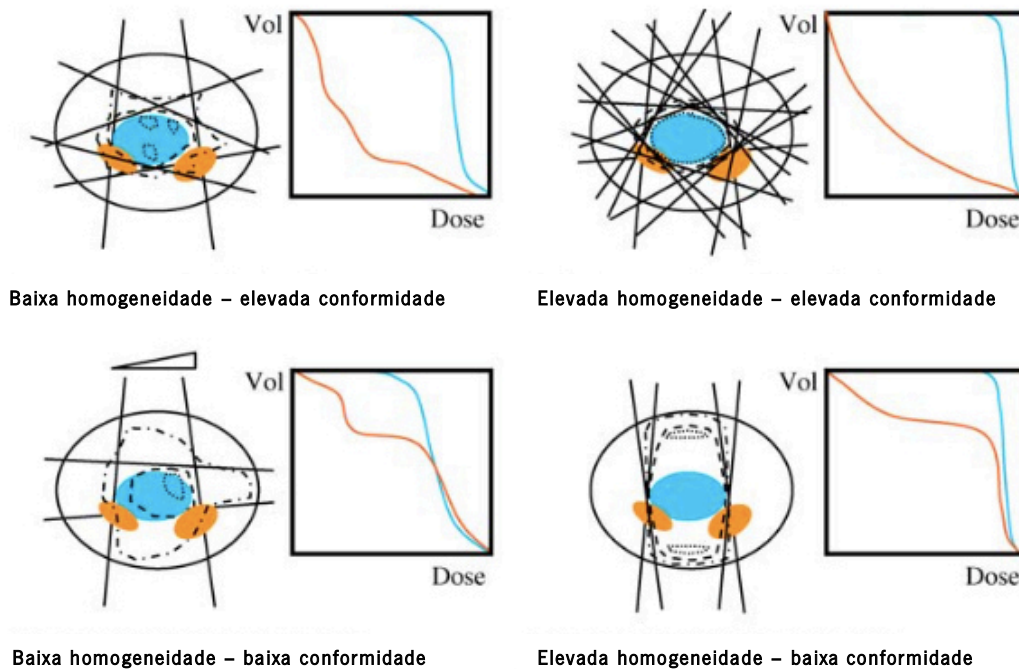 Vol
Dose
Vol
Dose
Baixa homogeneidade – elevada conformidade
Elevada homogeneidade – elevada conformidade
Vol
Dose
Vol
Dose
Baixa homogeneidade – baixa conformidade
Elevada homogeneidade – baixa conformidade